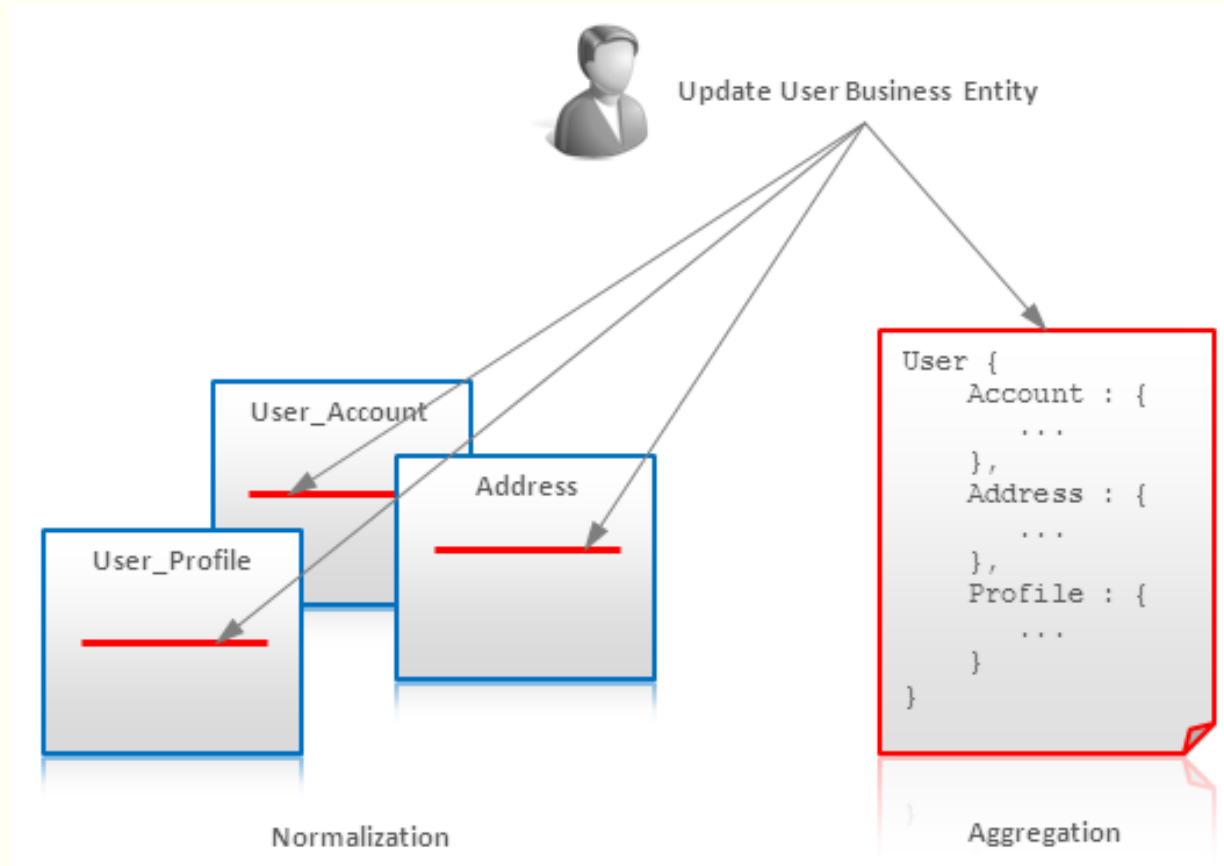 Update User Business Entity
User_Account
Address
User_Profile
User {
    Account : {
        ...
    },
    Address : {
        ...
    },
    Profile : {
        ...
    }
}
}
Normalization
Aggregation